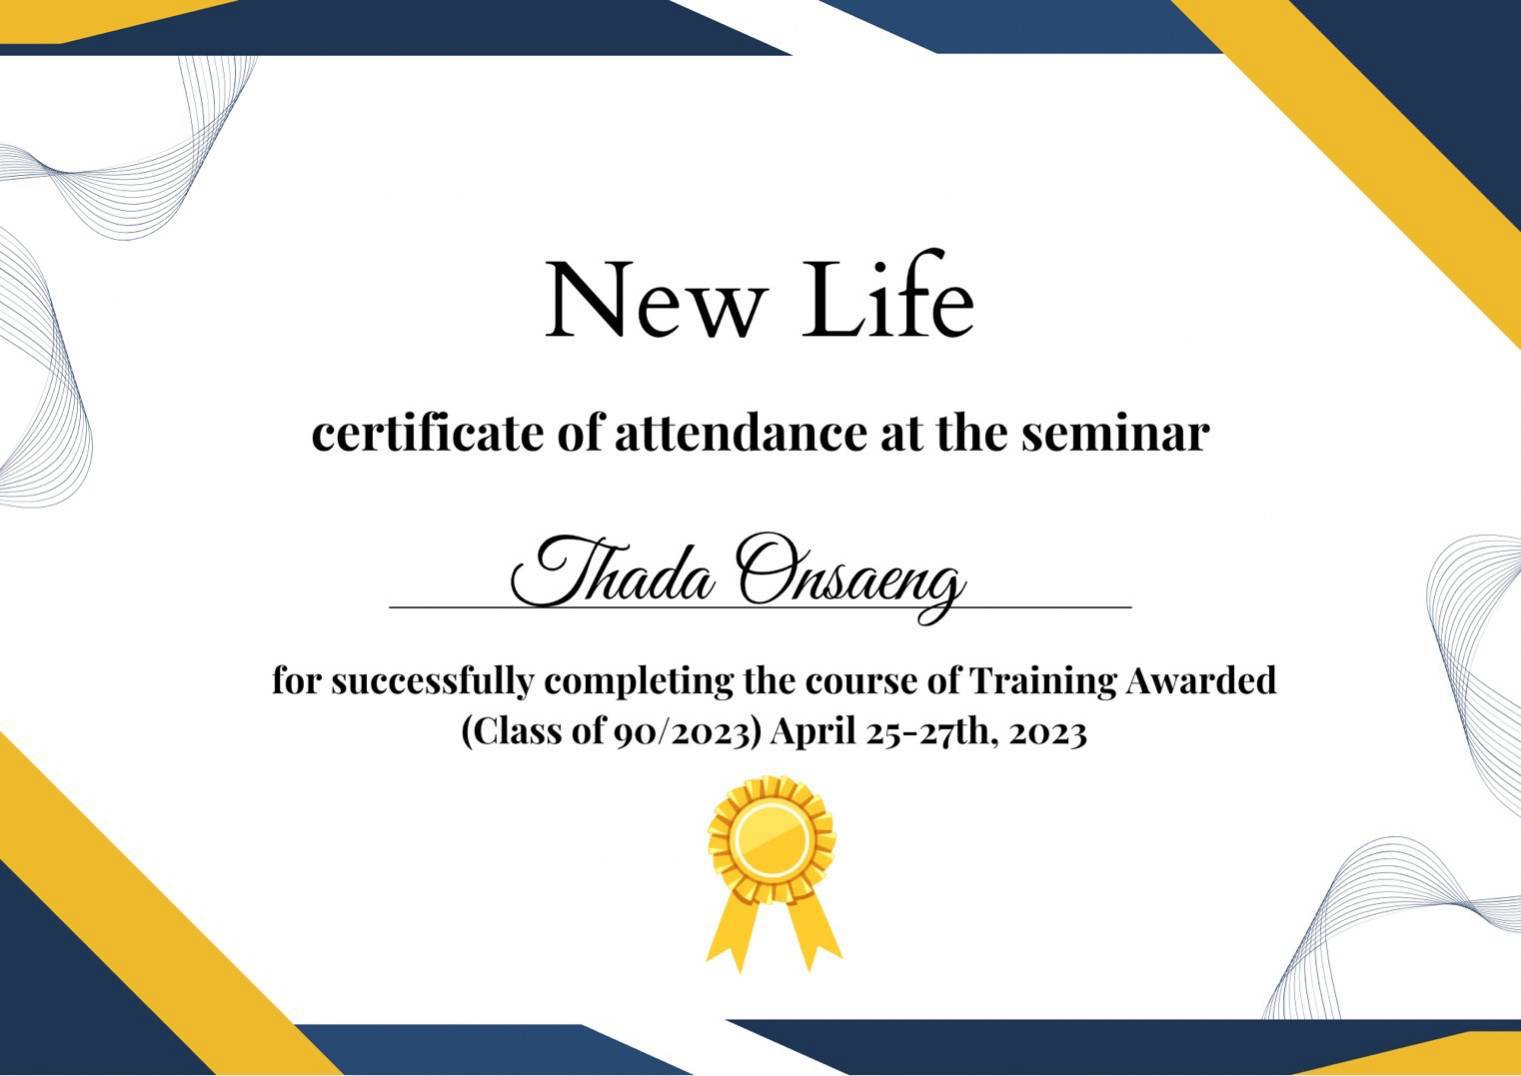 New Life
certificate of attendance at the seminar
Thada Onsaeng
for successfully completing the course of Training Awarded
(Class of 90/2023) April 25-27th, 2023